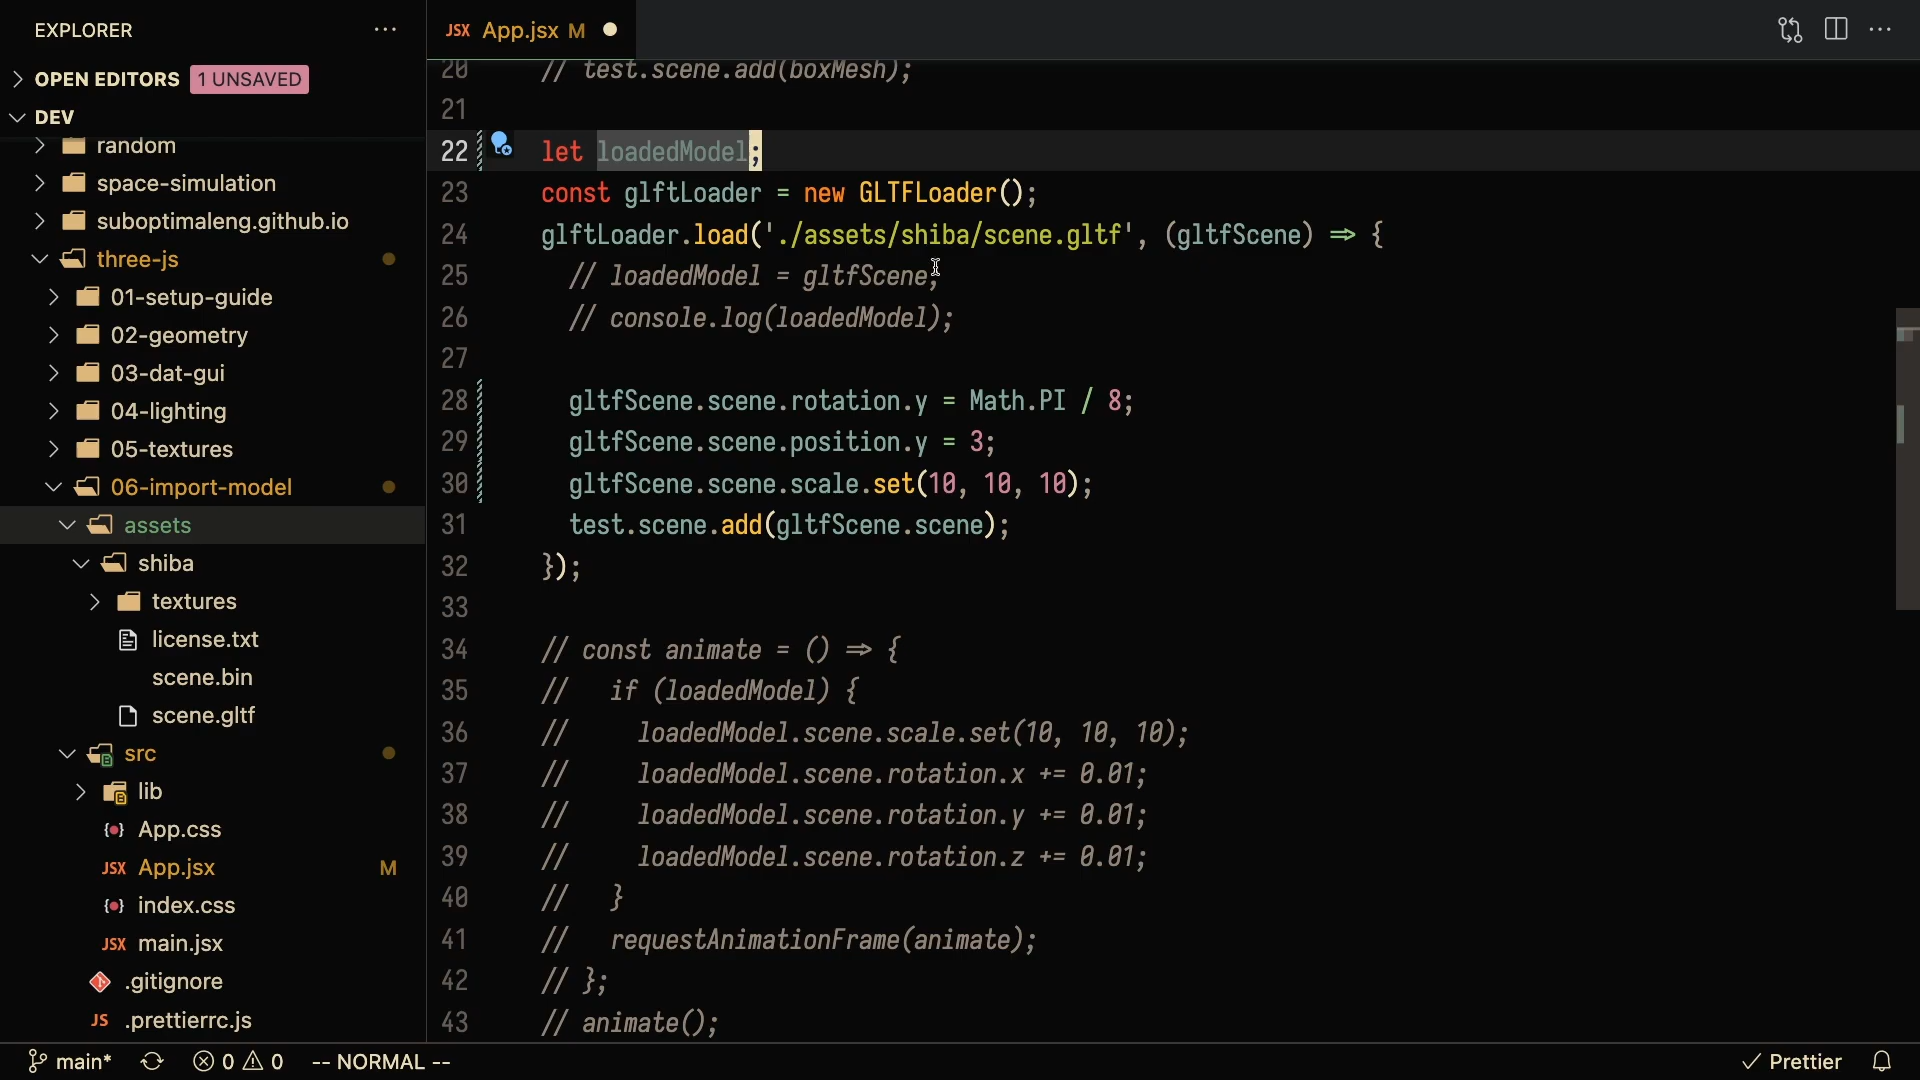 EXPLORER
OPEN EDITORS 1 UNSAVED
DEV
random
space-simulation
suboptimaleng.github.io
three-js
01-setup-guide
02-geometry
03-dat-gui
04-lighting
05-textures
06-import-model
assets
shiba
textures
license.txt
scene.bin
scene.gltf
src
lib
App.css
JSX App.jsx M
index.css
JSX main.jsx
.gitignore
JS .prettierrc.js
JSX App.jsx M
20 // test.scene.add(boxMesh);
21
22 let loadedModel;
23 const glftLoader = new GLTFLoader();
24 glftLoader.load('./assets/shiba/scene.gltf', (gltfScene) => {
25 // loadedModel = gltfScene;
26 // console.log(loadedModel);
27
28 gltfScene.scene.rotation.y = Math.PI / 8;
29 gltfScene.scene.position.y = 3;
30 gltfScene.scene.scale.set(10, 10, 10);
31 test.scene.add(gltfScene.scene);
32 });
33
34 // const animate = () => {
35 // if (loadedModel) {
36 // loadedModel.scene.scale.set(10, 10, 10);
37 // loadedModel.scene.rotation.x += 0.01;
38 // loadedModel.scene.rotation.y += 0.01;
39 // loadedModel.scene.rotation.z += 0.01;
40 // }
41 // requestAnimationFrame(animate);
42 // };
43 // animate();
main* 0 0 -- NORMAL -- Prettier